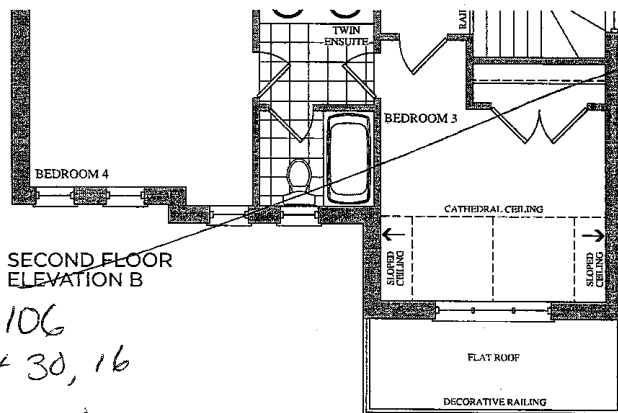 RAIL
TWIN
ENSUITE
BEDROOM 3
BEDROOM 4
CATHEDRAL CEILING
SLOPED
CEILING
SLOPED
CEILING
SECOND FLOOR
ELEVATION B
106
30, 16
FLAT ROOF
DECORATIVE RAILING